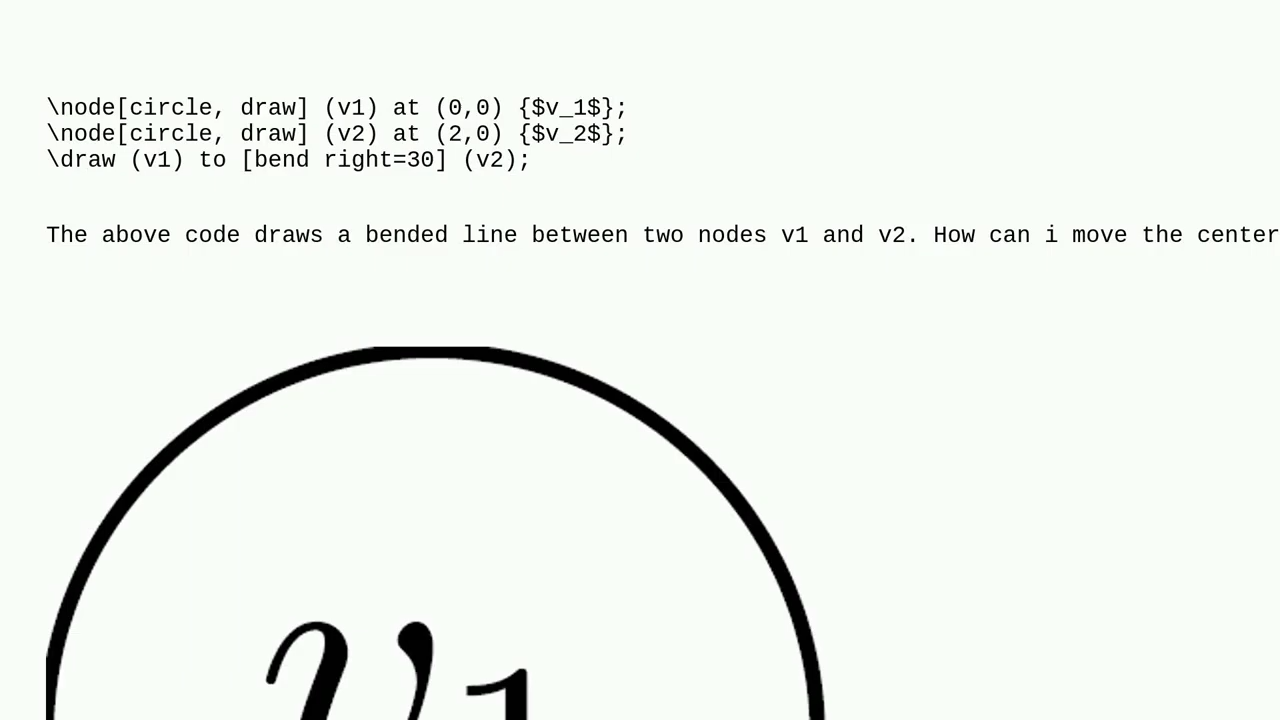 \node[circle, draw] (v1) at (0,0) {$v_1$};
\node[circle, draw] (v2) at (2,0) {$v_2$};
\draw (v1) to [bend right=30] (v2);
The above code draws a bended line between two nodes v1 and v2. How can i move the center
v1